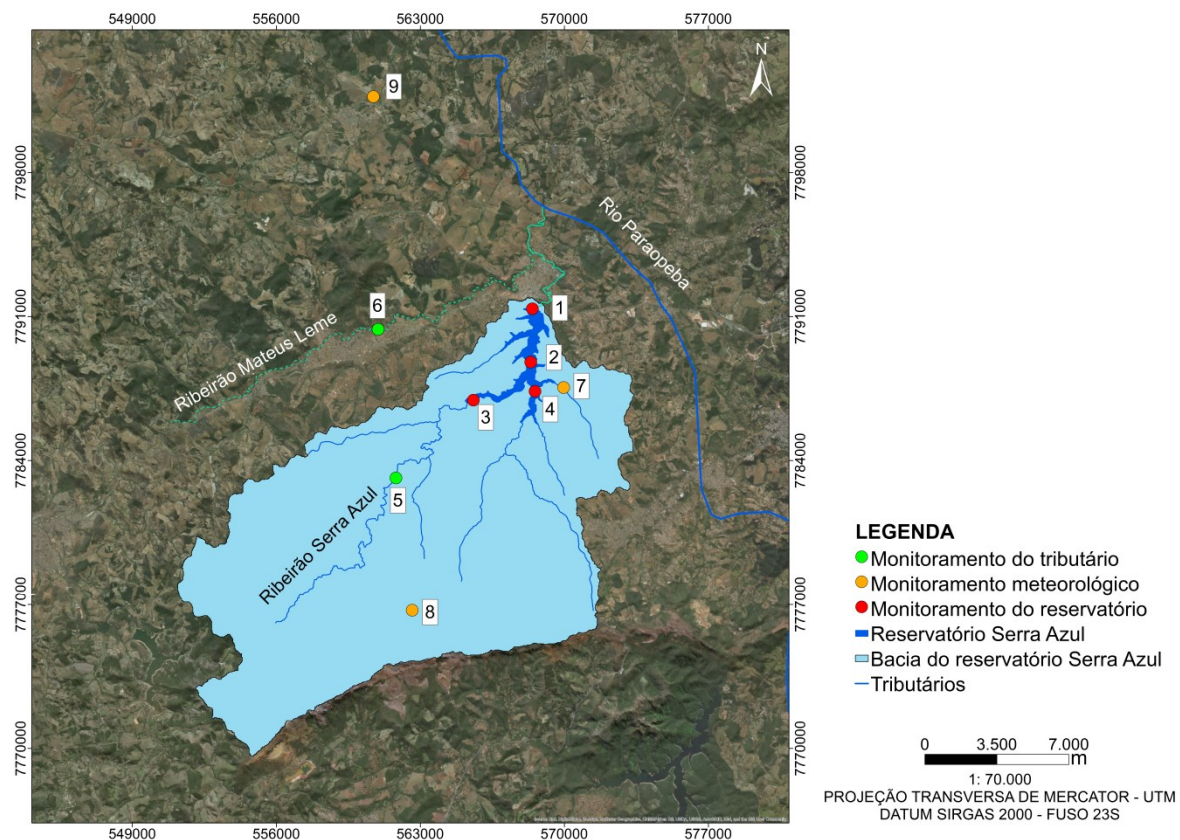 549000 556000 563000 570000 577000
N
9
7798000 7798000
Rio Paraopeba
7791000 7791000
1
6
Ribeirão Mateus Leme
2
7
3 4
7784000 7784000
5
Ribeirão Serra Azul
7777000 7777000
8
7770000 7770000
549000 556000 563000 570000 577000
LEGENDA
Monitoramento do tributário
Monitoramento meteorológico
Monitoramento do reservatório
Reservatório Serra Azul
Bacia do reservatório Serra Azul
Tributários
0 3.500 7.000
m
1: 70.000
PROJEÇÃO TRANSVERSA DE MERCATOR - UTM
DATUM SIRGAS 2000 - FUSO 23S